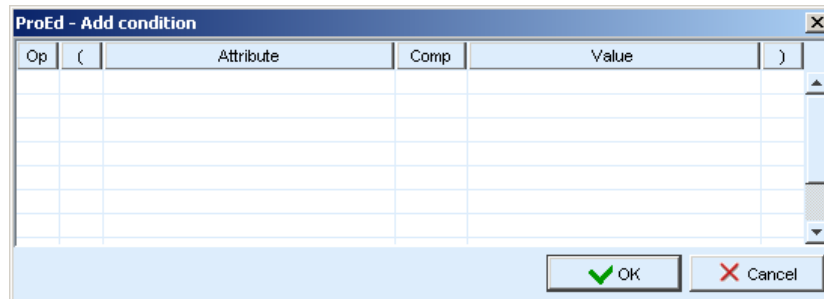 ProEd - Add condition
Op ( Attribute Comp Value )
OK Cancel